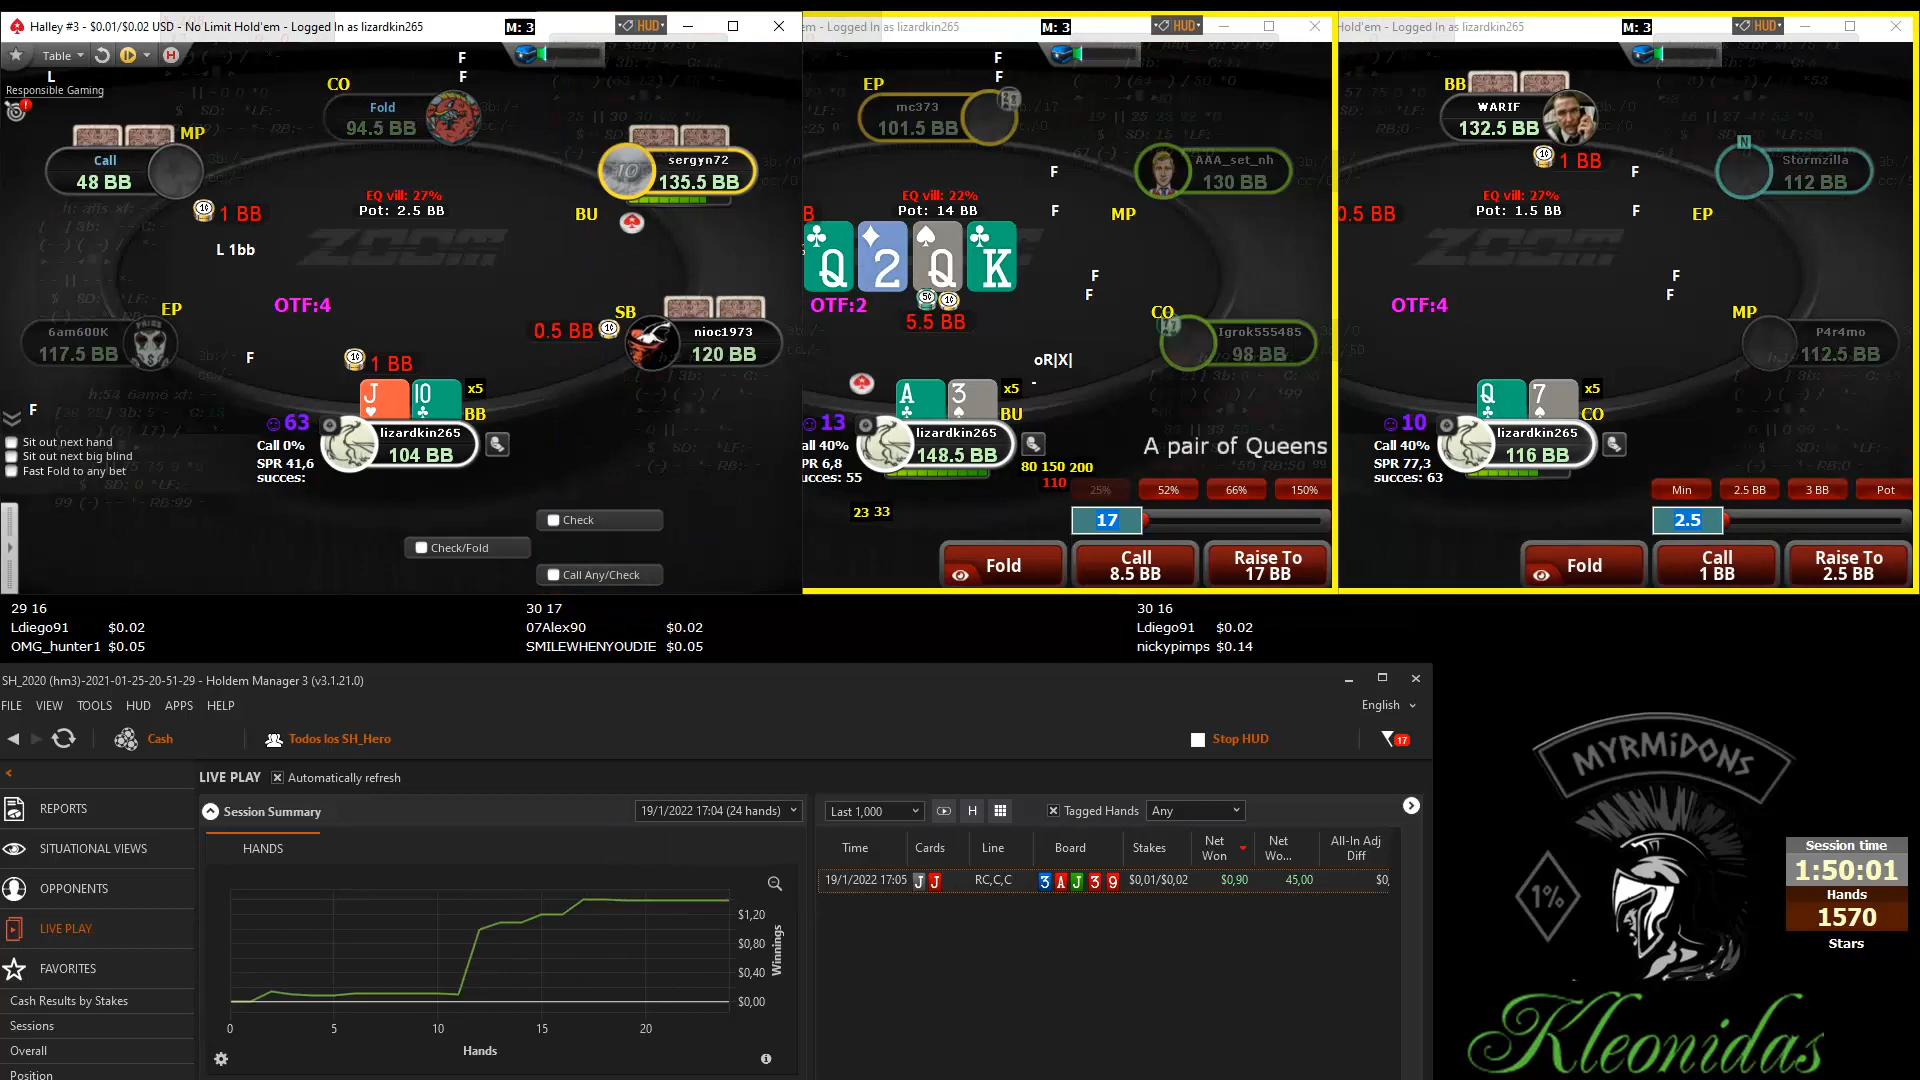 Halley #3 - $0.01/$0.02 USD - No Limit Hold'em - Logged In as lizardkin265
M: 3
HUD
Table
L
Responsible Gaming
CO
Fold
94.5 BB
F
F
MP
Call
48 BB
1 BB
L 1bb
sergyn72
135.5 BB
BU
EQ vill: 27%
Pot: 2.5 BB
ZOOM
OTF:4
EP
6am600K
117.5 BB
F
F
SB
0.5 BB
nioc1973
120 BB
1 BB
J
10
x5
BB
63
Call 0%
SPR 41,6
succes:
lizardkin265
104 BB
Sit out next hand
Sit out next big blind
Fast Fold to any bet
Check
Check/Fold
Call Any/Check
em - Logged In as lizardkin265
M: 3
HUD
EP
mc373
101.5 BB
F
F
AAA_set_nh
130 BB
MP
F
F
EQ vill: 22%
Pot: 14 BB
Q 2 Q K
OTF:2
5.5 BB
F
F
CO
Igrok555485
98 BB
oR|X|
-
A
3
x5
BU
13
Call 40%
SPR 6,8
ucces: 55
lizardkin265
148.5 BB
A pair of Queens
80 150 200
110
23 33
25%
52%
66%
150%
17
Fold
Call
8.5 BB
Raise To
17 BB
Hold'em - Logged In as lizardkin265
M: 3
HUD
BB
WARIF
132.5 BB
1 BB
Stormzilla
112 BB
EP
F
F
0.5 BB
EQ vill: 27%
Pot: 1.5 BB
ZOOM
OTF:4
F
F
MP
P4r4mo
112.5 BB
Q
7
x5
CO
10
Call 40%
SPR 77,3
succes: 63
lizardkin265
116 BB
Min
2.5 BB
3 BB
Pot
2.5
Fold
Call
1 BB
Raise To
2.5 BB
29 16
Ldiego91 $0.02
OMG_hunter1 $0.05
30 17
07Alex90 $0.02
SMILEWHENYOUDIE $0.05
30 16
Ldiego91 $0.02
nickypimps $0.14
SH_2020 (hm3)-2021-01-25-20-51-29 - Holdem Manager 3 (v3.1.21.0)
FILE VIEW TOOLS HUD APPS HELP
English
Cash
Todos los SH_Hero
Stop HUD
17
REPORTS
SITUATIONAL VIEWS
OPPONENTS
LIVE PLAY
FAVORITES
Cash Results by Stakes
Sessions
Overall
Position
LIVE PLAY
Automatically refresh
Session Summary
19/1/2022 17:04 (24 hands)
HANDS
$1,20
$0,80
$0,40
$0,00
Winnings
0 5 10 15 20
Hands
Last 1,000
H
Tagged Hands
Any
Time Cards Line Board Stakes Net Won Net Wo... All-In Adj Diff
19/1/2022 17:05 J J RC,C,C 3 A J 3 9 $0,01/$0,02 $0,90 45,00 $0,
MYRMiDONS
1%
Kleonidas
Session time
1:50:01
Hands
1570
Stars